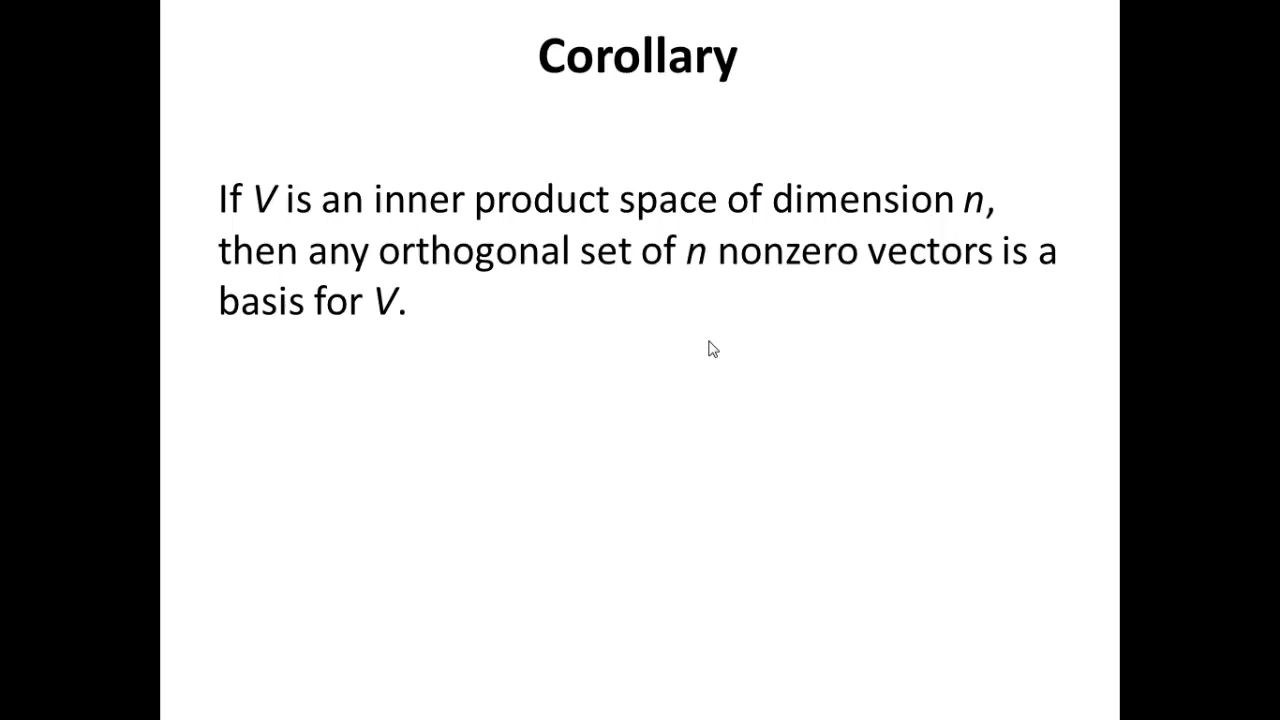 Corollary
If V is an inner product space of dimension n,
then any orthogonal set of n nonzero vectors is a
basis for V.